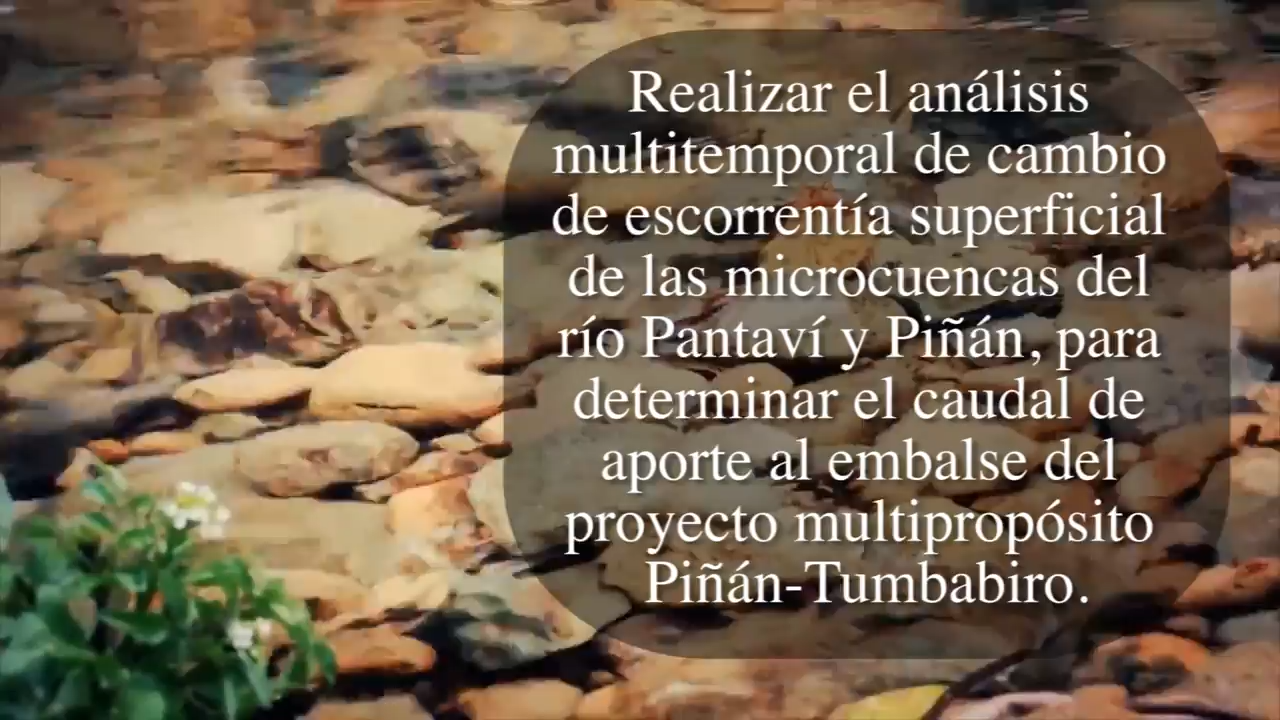 Realizar el análisis
multitemporal de cambio
de escorrentía superficial
de las microcuencas del
río Pantaví y Piñán, para
determinar el caudal de
aporte al embalse del
proyecto multipropósito
Piñán-Tumbabiro.